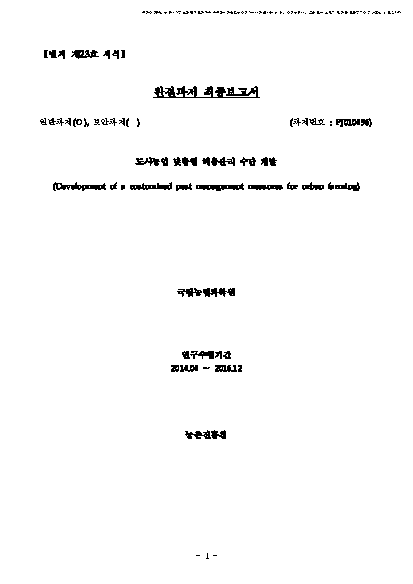 [별지 제23호 서식]
완결과제 최종보고서
일반과제(O), 보안과제(  )
(과제번호 : PJ010496)
도시농업 맞춤형 해충관리 수단 개발
(Development of a customized pest management measures for urban farming)
국립농업과학원
연구수행기간
2014.04 ~ 2016.12
농촌진흥청
- 1 -